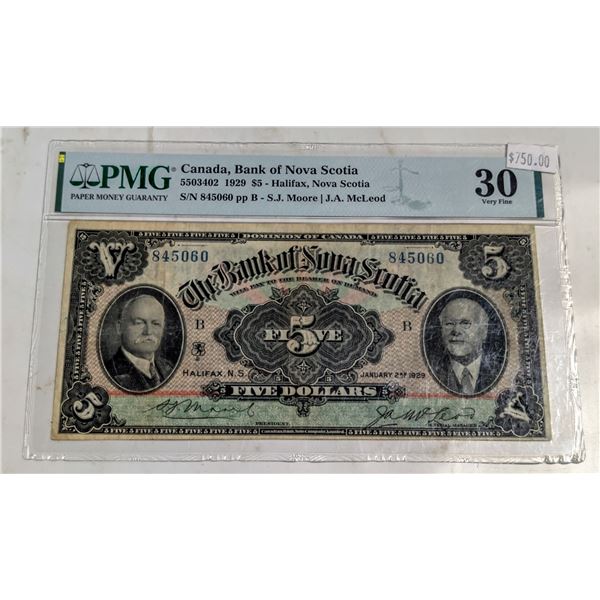 $750.00
PMG
PAPER MONEY GUARANTY
Canada, Bank of Nova Scotia
5503402 1929 $5 - Halifax, Nova Scotia
S/N 845060 pp B - S.J. Moore | J.A. McLeod
30
Very Fine
DOMINION OF CANADA
845060
845060
V
5
The Bank of Nova Scotia
WILL PAY TO THE BEARER ON DEMAND
B
B
FIVE
5
HALIFAX, N.S.
JANUARY 2ND 1929
FIVE DOLLARS
5
V
PRESIDENT.